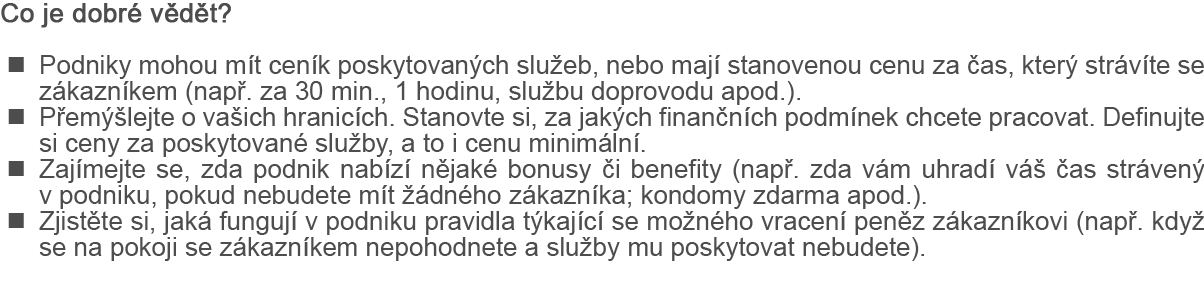 Co je dobré vědět?
■ Podniky mohou mít ceník poskytovaných služeb, nebo mají stanovenou cenu za čas, který strávíte se
zákazníkem (např. za 30 min., 1 hodinu, službu doprovodu apod.).
■ Přemýšlejte o vašich hranicích. Stanovte si, za jakých finančních podmínek chcete pracovat. Definujte
si ceny za poskytované služby, a to i cenu minimální.
■ Zajímejte se, zda podnik nabízí nějaké bonusy či benefity (např. zda vám uhradí váš čas strávený
v podniku, pokud nebudete mít žádného zákazníka; kondomy zdarma apod.).
■ Zjistěte si, jaká fungují v podniku pravidla týkající se možného vracení peněz zákazníkovi (např. když
se na pokoji se zákazníkem nepohodnete a služby mu poskytovat nebudete).